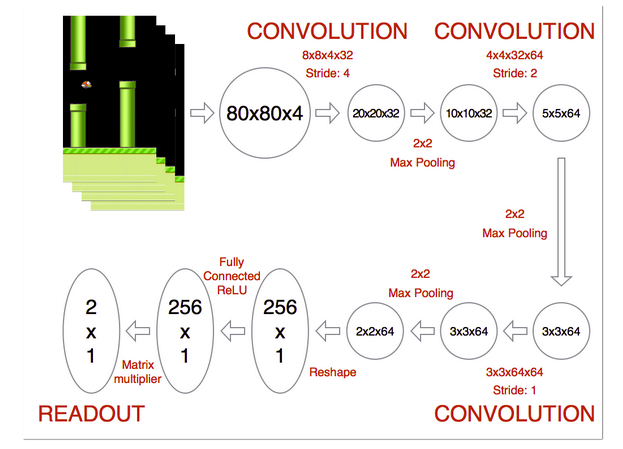 CONVOLUTION
8x8x4x32
Stride: 4
CONVOLUTION
4x4x32x64
Stride: 2
80x80x4
20x20x32
10x10x32
5x5x64
2x2
Max Pooling
2x2
Max Pooling
Fully
Connected
ReLU
2x2
Max Pooling
2
x
1
256
x
1
256
x
1
2x2x64
3x3x64
3x3x64
Matrix
multiplier
Reshape
3x3x64x64
Stride: 1
READOUT
CONVOLUTION